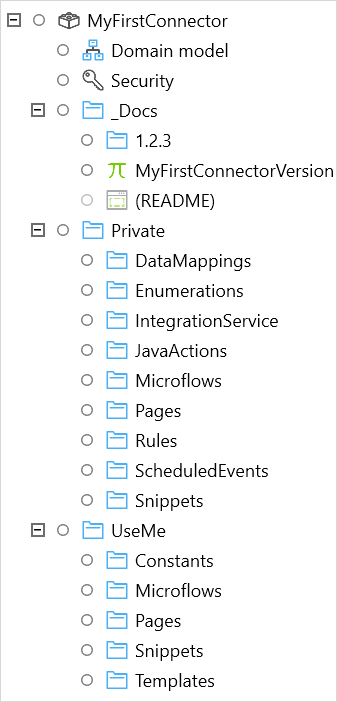 MyFirstConnector
Domain model
Security
_Docs
1.2.3
MyFirstConnectorVersion
(README)
Private
DataMappings
Enumerations
IntegrationService
JavaActions
Microflows
Pages
Rules
ScheduledEvents
Snippets
UseMe
Constants
Microflows
Pages
Snippets
Templates